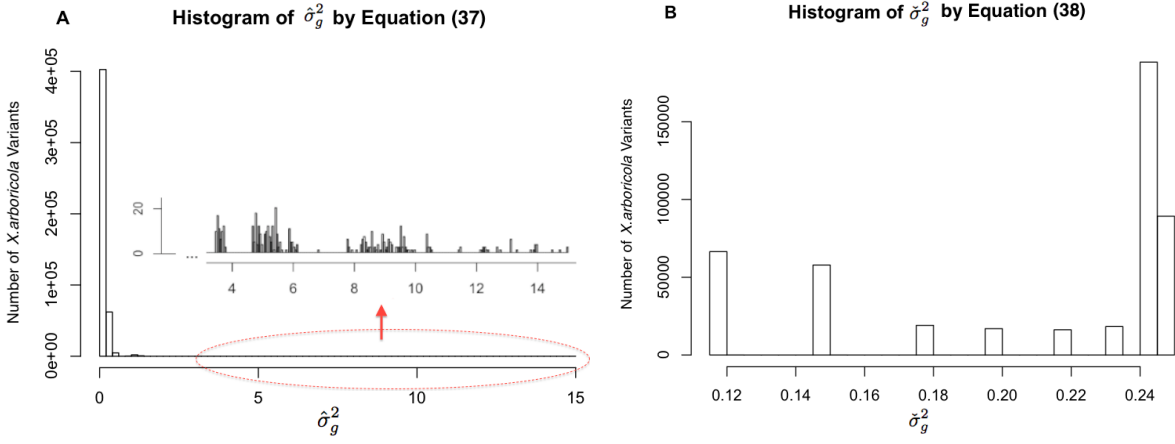 A
Histogram of σ̂²g by Equation (37)
Number of X.arboricola Variants
4e+05
3e+05
2e+05
1e+05
0e+00
20
0
...
4 6 8 10 12 14
0 5 10 15
σ̂²g
B
Histogram of σ̌²g by Equation (38)
Number of X.arboricola Variants
150000
100000
50000
0
0.12 0.14 0.16 0.18 0.20 0.22 0.24
σ̌²g